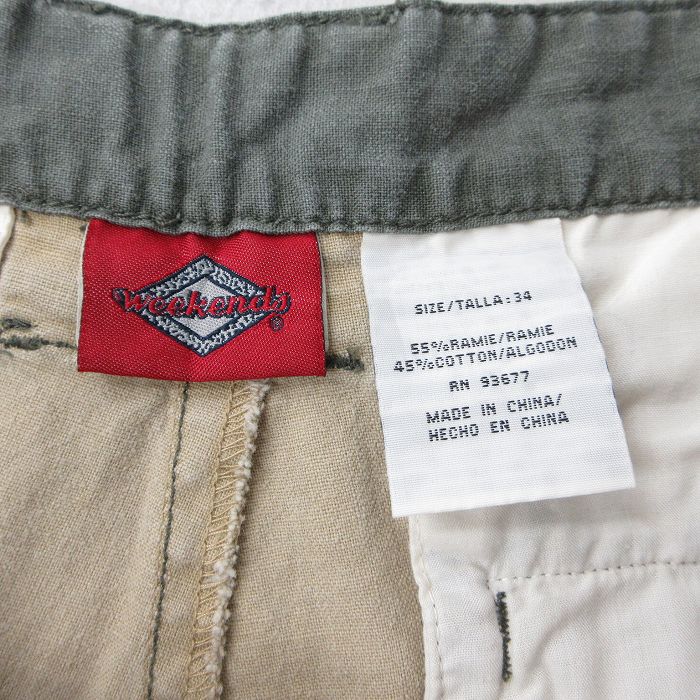 Weekends®
SIZE/TALLA:34
55%RAMIE/RAMIE
45%COTTON/ALGODON
RN 93677
MADE IN CHINA/
HECHO EN CHINA